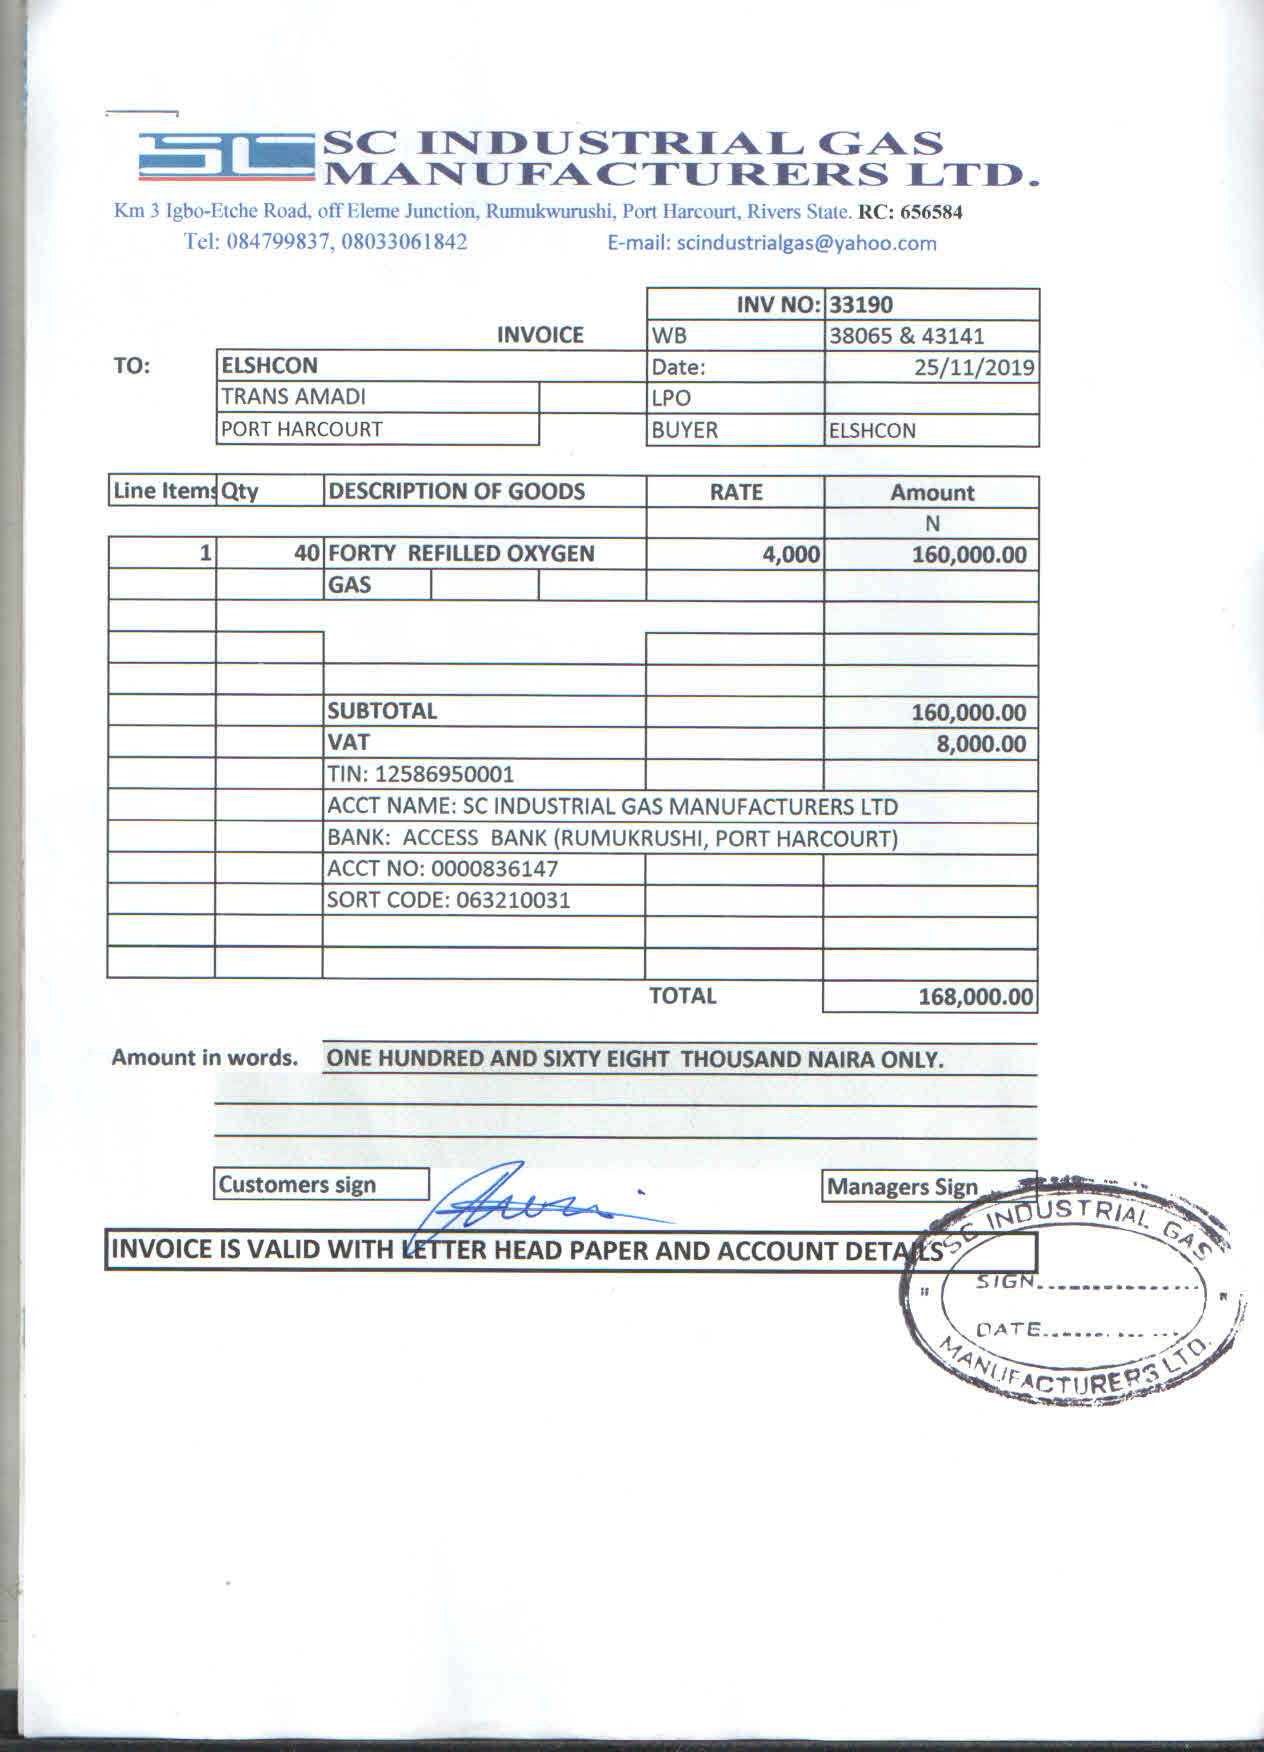 SC SC INDUSTRIAL GAS
MANUFACTURERS LTD.
Km 3 Igbo-Etche Road, off Eleme Junction, Rumukwurushi, Port Harcourt, Rivers State. RC: 656584
Tel: 084799837, 08033061842 E-mail: scindustrialgas@yahoo.com
INV NO: 33190
INVOICE WB 38065 & 43141
TO: ELSHCON Date: 25/11/2019
TRANS AMADI LPO
PORT HARCOURT BUYER ELSHCON
Line Items Qty DESCRIPTION OF GOODS RATE Amount
N
1 40 FORTY REFILLED OXYGEN 4,000 160,000.00
GAS
SUBTOTAL 160,000.00
VAT 8,000.00
TIN: 12586950001
ACCT NAME: SC INDUSTRIAL GAS MANUFACTURERS LTD
BANK: ACCESS BANK (RUMUKRUSHI, PORT HARCOURT)
ACCT NO: 0000836147
SORT CODE: 063210031
TOTAL 168,000.00
Amount in words. ONE HUNDRED AND SIXTY EIGHT THOUSAND NAIRA ONLY.
Customers sign Managers Sign
INVOICE IS VALID WITH LETTER HEAD PAPER AND ACCOUNT DETAILS
SC INDUSTRIAL GAS
SIGN....................
DATE.................
MANUFACTURERS LTD.